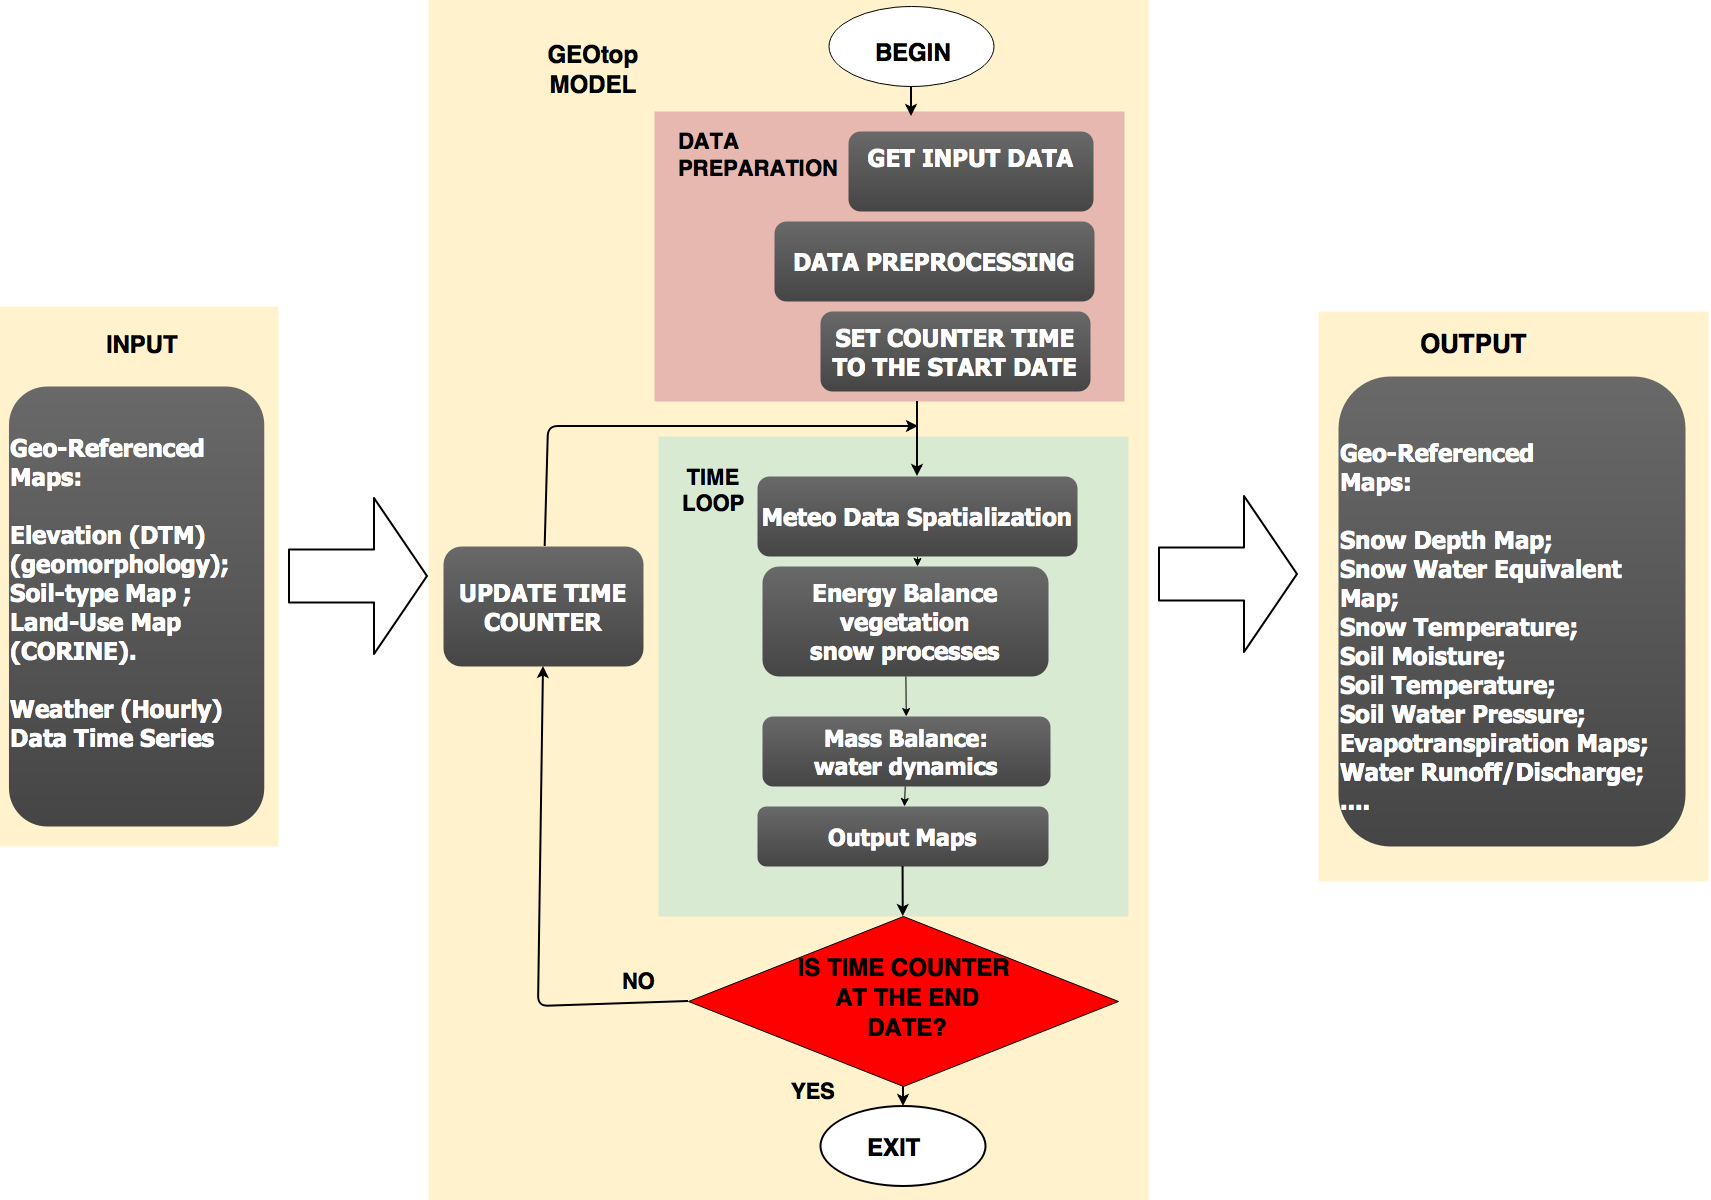 GEOtop
MODEL
BEGIN
DATA
PREPARATION
GET INPUT DATA
DATA PREPROCESSING
SET COUNTER TIME
TO THE START DATE
INPUT
Geo-Referenced
Maps:
Elevation (DTM)
(geomorphology);
Soil-type Map ;
Land-Use Map
(CORINE).
Weather (Hourly)
Data Time Series
UPDATE TIME
COUNTER
TIME
LOOP
Meteo Data Spatialization
Energy Balance
vegetation
snow processes
Mass Balance:
water dynamics
Output Maps
IS TIME COUNTER
AT THE END
DATE?
NO
YES
EXIT
OUTPUT
Geo-Referenced
Maps:
Snow Depth Map;
Snow Water Equivalent
Map;
Snow Temperature;
Soil Moisture;
Soil Temperature;
Soil Water Pressure;
Evapotranspiration Maps;
Water Runoff/Discharge;
....